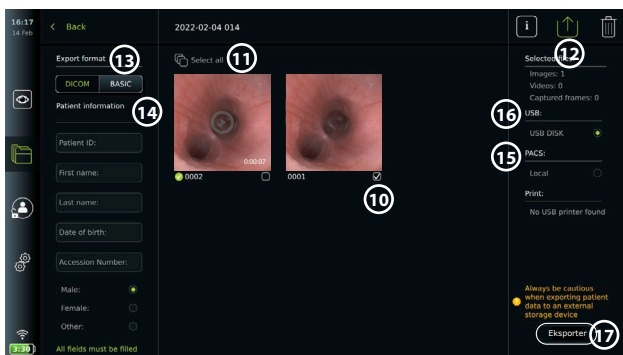 16:17
14 Feb
Back
2022-02-04 014
i
Export format
13
DICOM
BASIC
Patient information
14
Patient ID:
First name:
Last name:
Date of birth:
Accession Number:
Male:
Female:
Other:
All fields must be filled
3:30
Select all
11
0:00:07
0002
0001
10
12
Images: 1
Videos: 0
Captured frames: 0
16
USB:
USB DISK
15
PACS:
Local
Print:
No USB printer found
Always be cautious
when exporting patient
data to an external
storage device
Eksporter
17